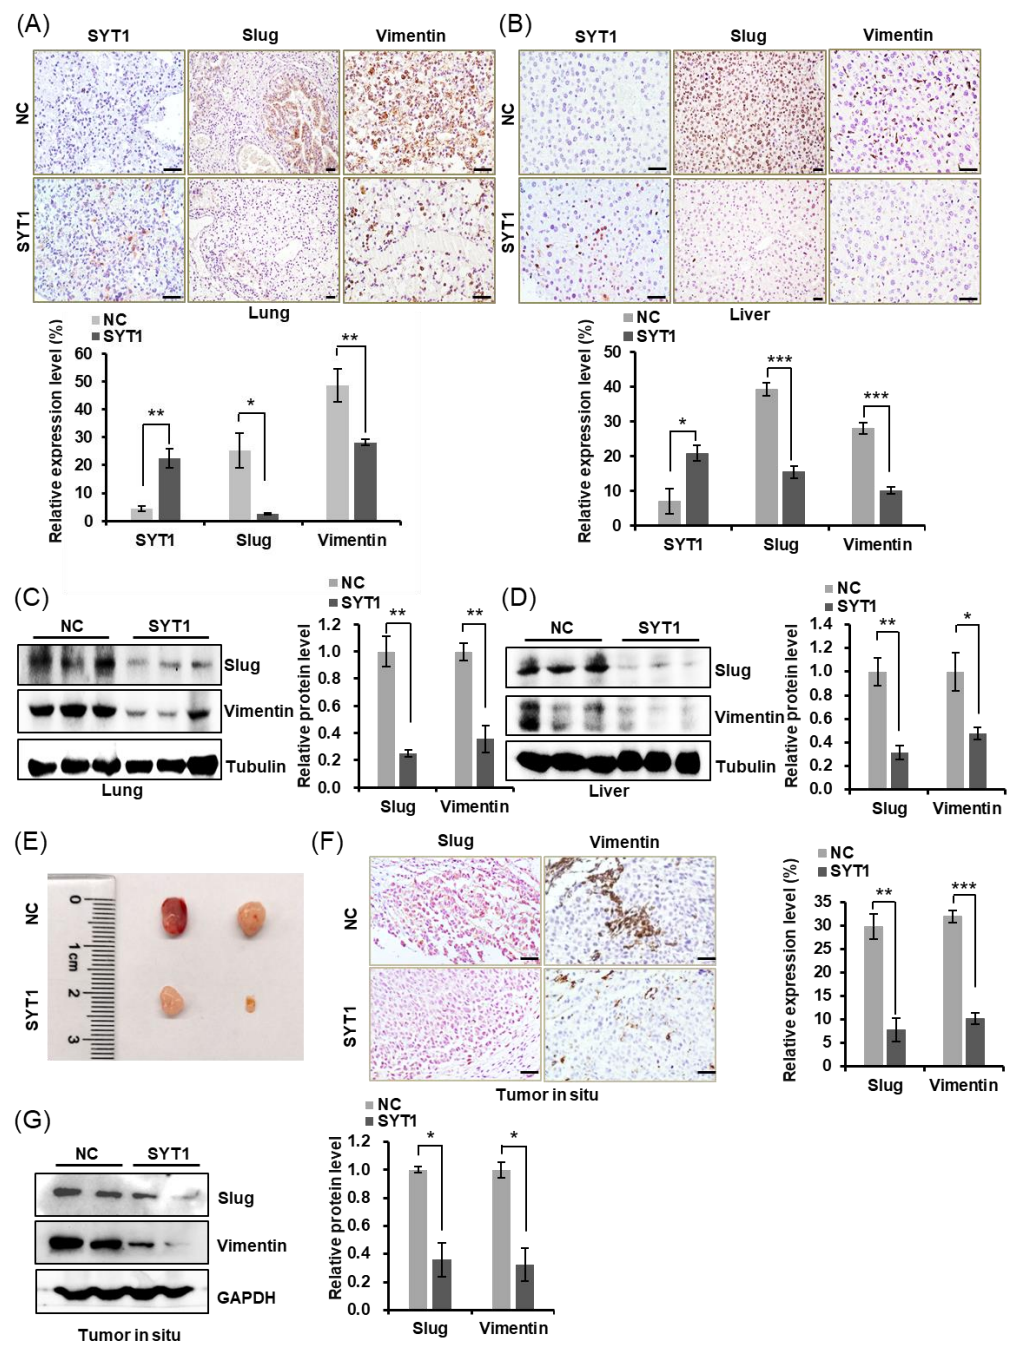 (A)
SYT1 Slug Vimentin
NC
SYT1
Lung
NC
SYT1
Relative expression level (%)
60
50
40
30
20
10
0
** * **
SYT1 Slug Vimentin
(B)
SYT1 Slug Vimentin
NC
SYT1
Liver
NC
SYT1
Relative expression level (%)
50
40
30
20
10
0
* *** ***
SYT1 Slug Vimentin
(C)
NC SYT1
Slug
Vimentin
Tubulin
Lung
NC
SYT1
Relative protein level
1.2
1.0
0.8
0.6
0.4
0.2
0.0
** **
Slug Vimentin
(D)
NC SYT1
Slug
Vimentin
Tubulin
Liver
NC
SYT1
Relative protein level
1.4
1.2
1.0
0.8
0.6
0.4
0.2
0.0
** *
Slug Vimentin
(E)
NC
SYT1
0
1cm
2
3
(F)
Slug Vimentin
NC
SYT1
Tumor in situ
NC
SYT1
Relative expression level (%)
35
30
25
20
15
10
5
0
** ***
Slug Vimentin
(G)
NC SYT1
Slug
Vimentin
GAPDH
Tumor in situ
NC
SYT1
Relative protein level
1.2
1.0
0.8
0.6
0.4
0.2
0.0
* *
Slug Vimentin